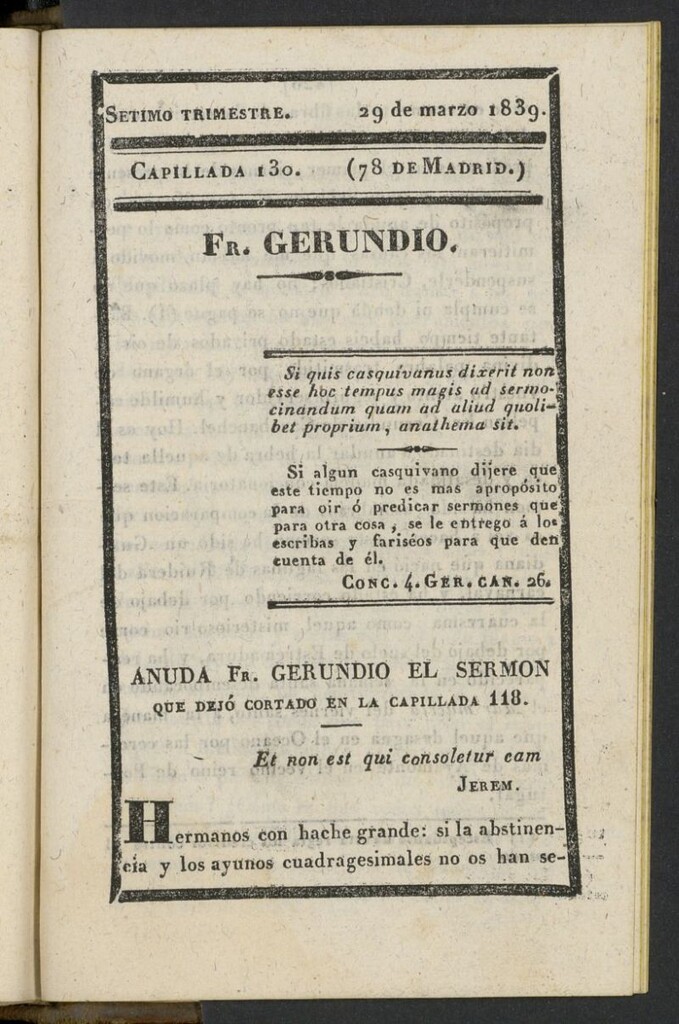 SETIMO TRIMESTRE. 29 de marzo 1839.
CAPILLADA 130. (78 DE MADRID.)
FR. GERUNDIO.
Si quis casquivanus dixerit non
esse hoc tempus magis ad sermo-
cinandum quam ad aliud quoli-
bet proprium, anathema sit.
Si algun casquivano dijere que
este tiempo no es mas apropósito
para oir ó predicar sermones que
para otra cosa, se le entrego á los
escribas y fariséos para que den
cuenta de él.
CONC. 4. GER. CAN. 26.
ANUDA FR. GERUNDIO EL SERMON
QUE DEJÓ CORTADO EN LA CAPILLADA 118.
Et non est qui consoletur eam
JEREM.
Hermanos con hache grande: si la abstinen-
cia y los ayunos cuadragesimales no os han se-